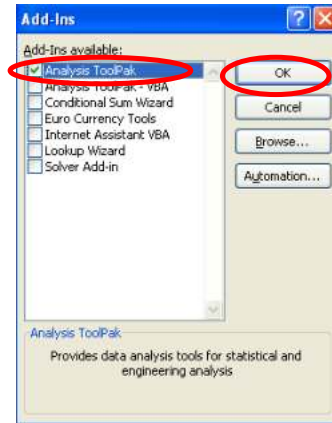 Add-Ins
Add-Ins available:
Analysis ToolPak
Analysis ToolPak - VBA
Conditional Sum Wizard
Euro Currency Tools
Internet Assistant VBA
Lookup Wizard
Solver Add-in
OK
Cancel
Browse...
Automation...
Analysis ToolPak
Provides data analysis tools for statistical and
engineering analysis